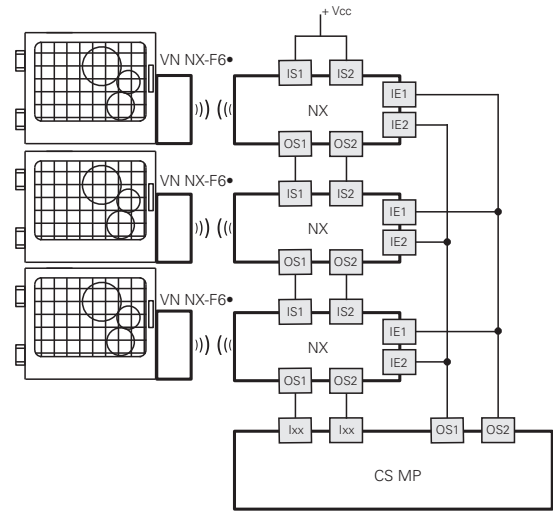 + Vcc
VN NX-F6•
IS1 IS2
IE1
NX
IE2
OS1 OS2
VN NX-F6•
IS1 IS2
IE1
NX
IE2
OS1 OS2
VN NX-F6•
IS1 IS2
IE1
NX
IE2
OS1 OS2
Ixx Ixx OS1 OS2
CS MP